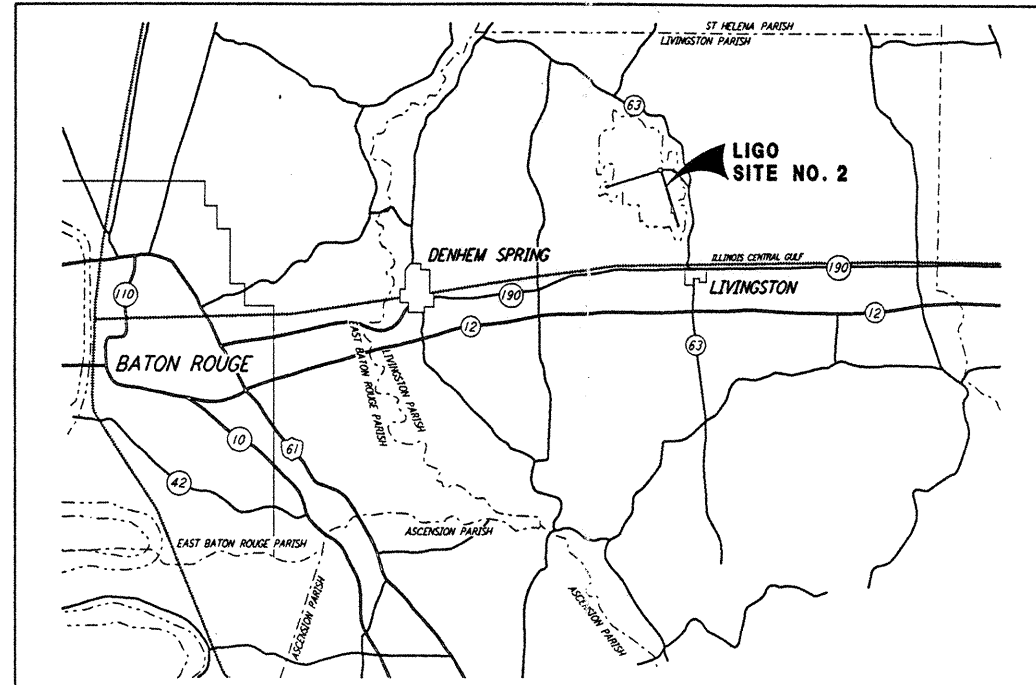 ST HELENA PARISH
LIVINGSTON PARISH
63
LIGO
SITE NO. 2
DENHEM SPRING
ILLINOIS CENTRAL GULF
190
110
190
LIVINGSTON
12
12
EAST BATON ROUGE PARISH
LIVINGSTON PARISH
63
BATON ROUGE
10
61
42
ASCENSION PARISH
EAST BATON ROUGE PARISH
ASCENSION PARISH
ASCENSION PARISH